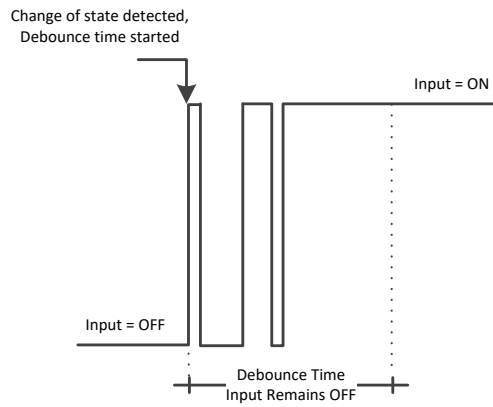 Change of state detected,
Debounce time started
Input = ON
Input = OFF
Debounce Time
Input Remains OFF